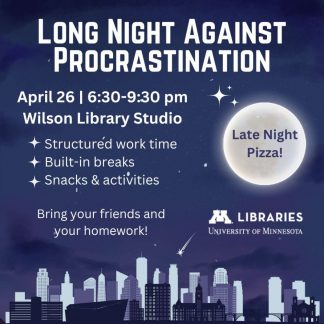 LONG NIGHT AGAINST
PROCRASTINATION
April 26 | 6:30-9:30 pm
Wilson Library Studio
Structured work time
Built-in breaks
Snacks & activities
Late Night
Pizza!
Bring your friends and
your homework!
M LIBRARIES
UNIVERSITY OF MINNESOTA